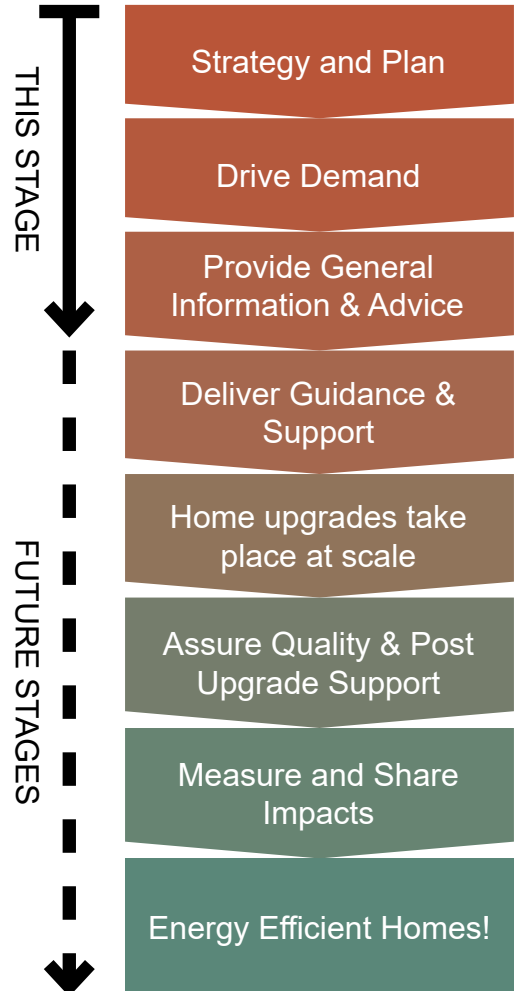 THIS STAGE
FUTURE STAGES
Strategy and Plan
Drive Demand
Provide General
Information & Advice
Deliver Guidance &
Support
Home upgrades take
place at scale
Assure Quality & Post
Upgrade Support
Measure and Share
Impacts
Energy Efficient Homes!